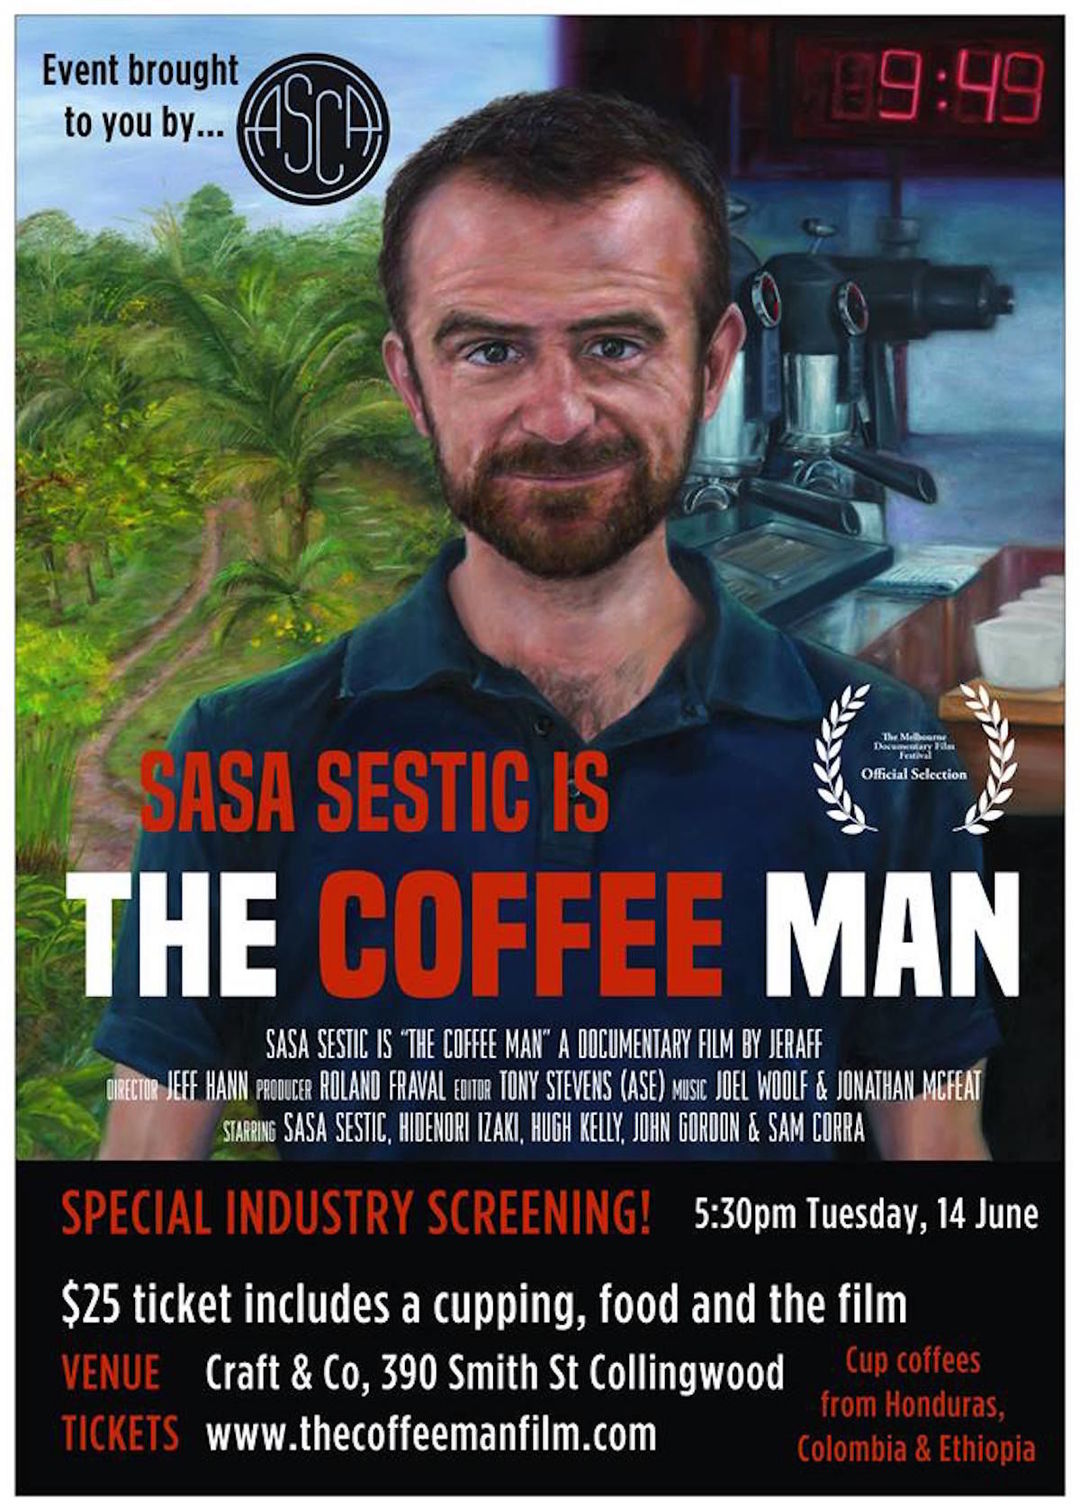 Event brought
to you by...
ASCA
9:49
The Melbourne
Documentary Film
Festival
Official Selection
SASA SESTIC IS
THE COFFEE MAN
SASA SESTIC IS "THE COFFEE MAN" A DOCUMENTARY FILM BY JERAFF
DIRECTOR JEFF HANN PRODUCER ROLAND FRAVAL EDITOR TONY STEVENS (ASE) MUSIC JOEL WOOLF & JONATHAN MCFEAT
STARRING SASA SESTIC, HIDENORI IZAKI, HUGH KELLY, JOHN GORDON & SAM CORRA
SPECIAL INDUSTRY SCREENING! 5:30pm Tuesday, 14 June
$25 ticket includes a cupping, food and the film
VENUE Craft & Co, 390 Smith St Collingwood
TICKETS www.thecoffeemanfilm.com
Cup coffees
from Honduras,
Colombia & Ethiopia